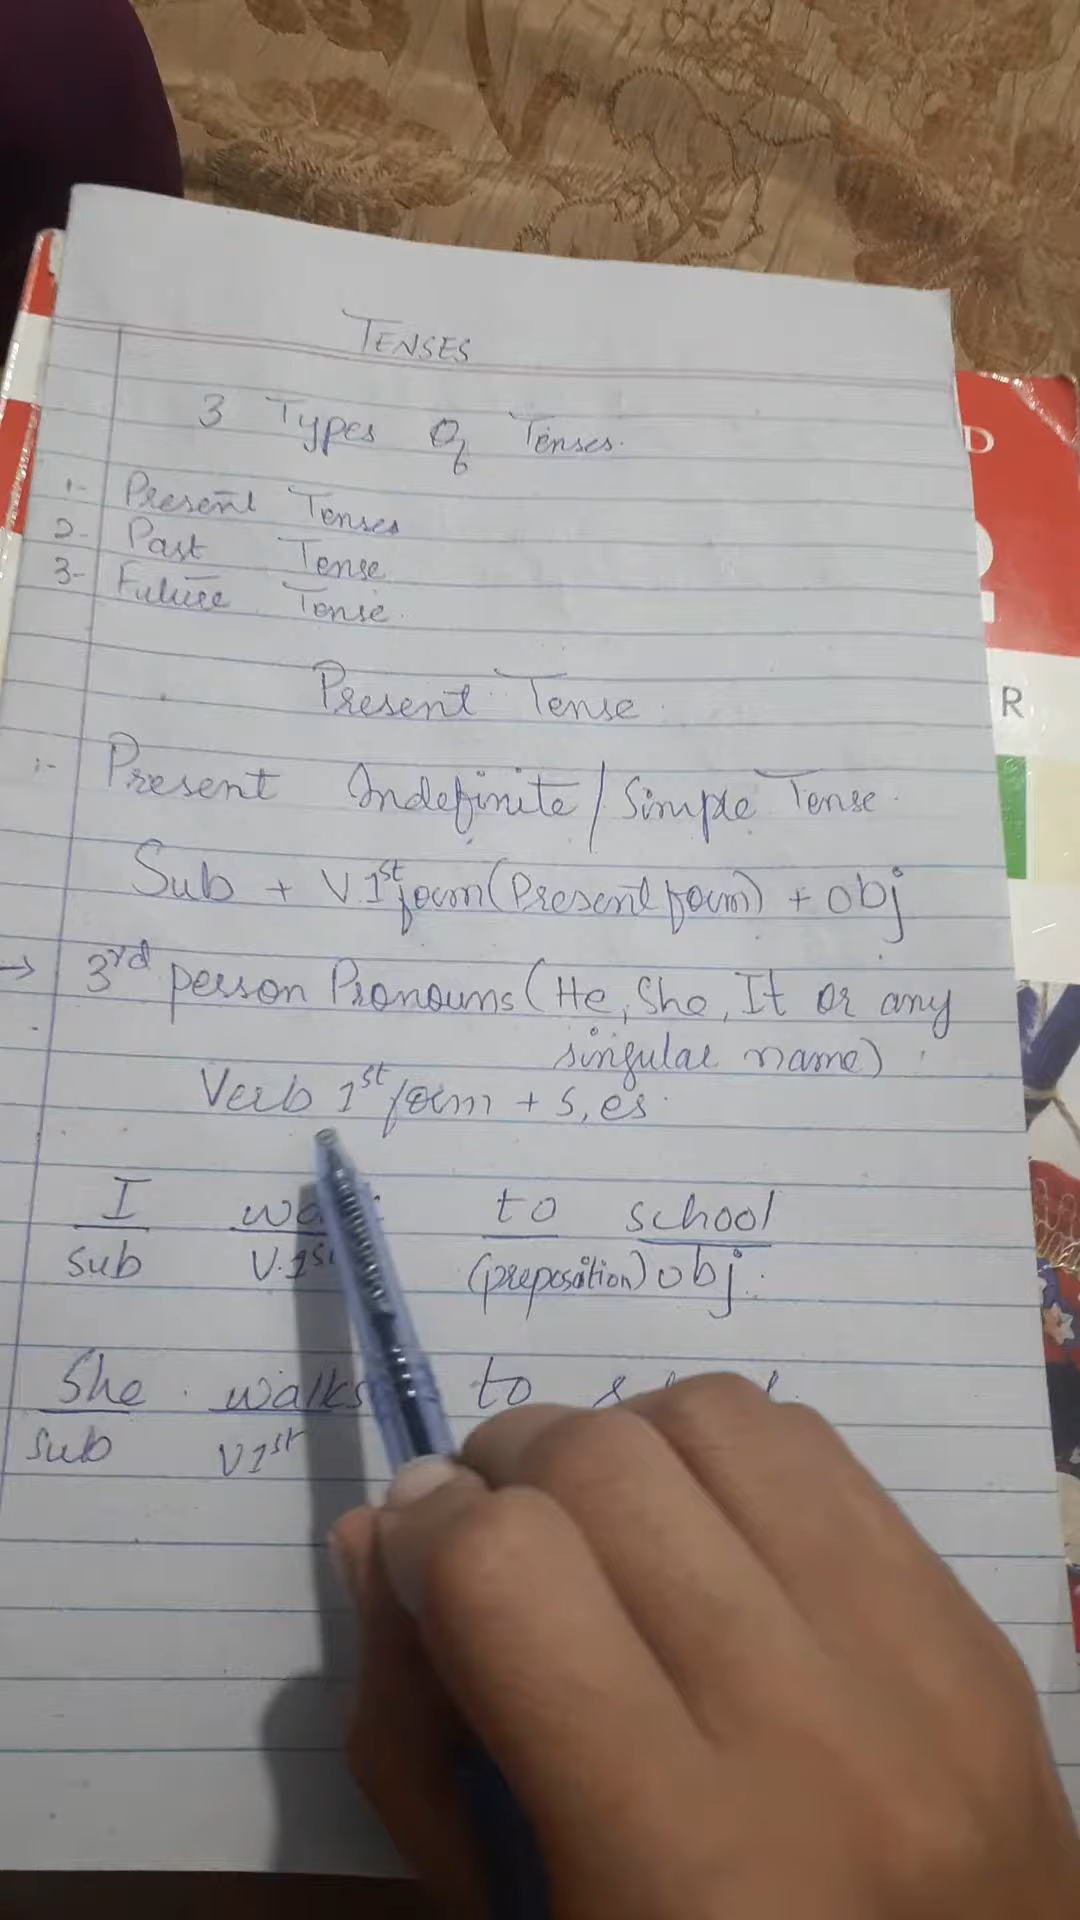 TENSES
3 Types Of Tenses.
1- Present Tenses
2- Past Tense
3- Future Tense.
Present Tense
:- Present Indefinite / Simple Tense.
Sub + V.1st form (Present form) + obj
→ 3rd person Pronouns (He, She, It or any
singular name) :
Verb 1st form + s, es.
I to school
sub V.1st (preposition) obj.
She walks to
sub V1st
D
R